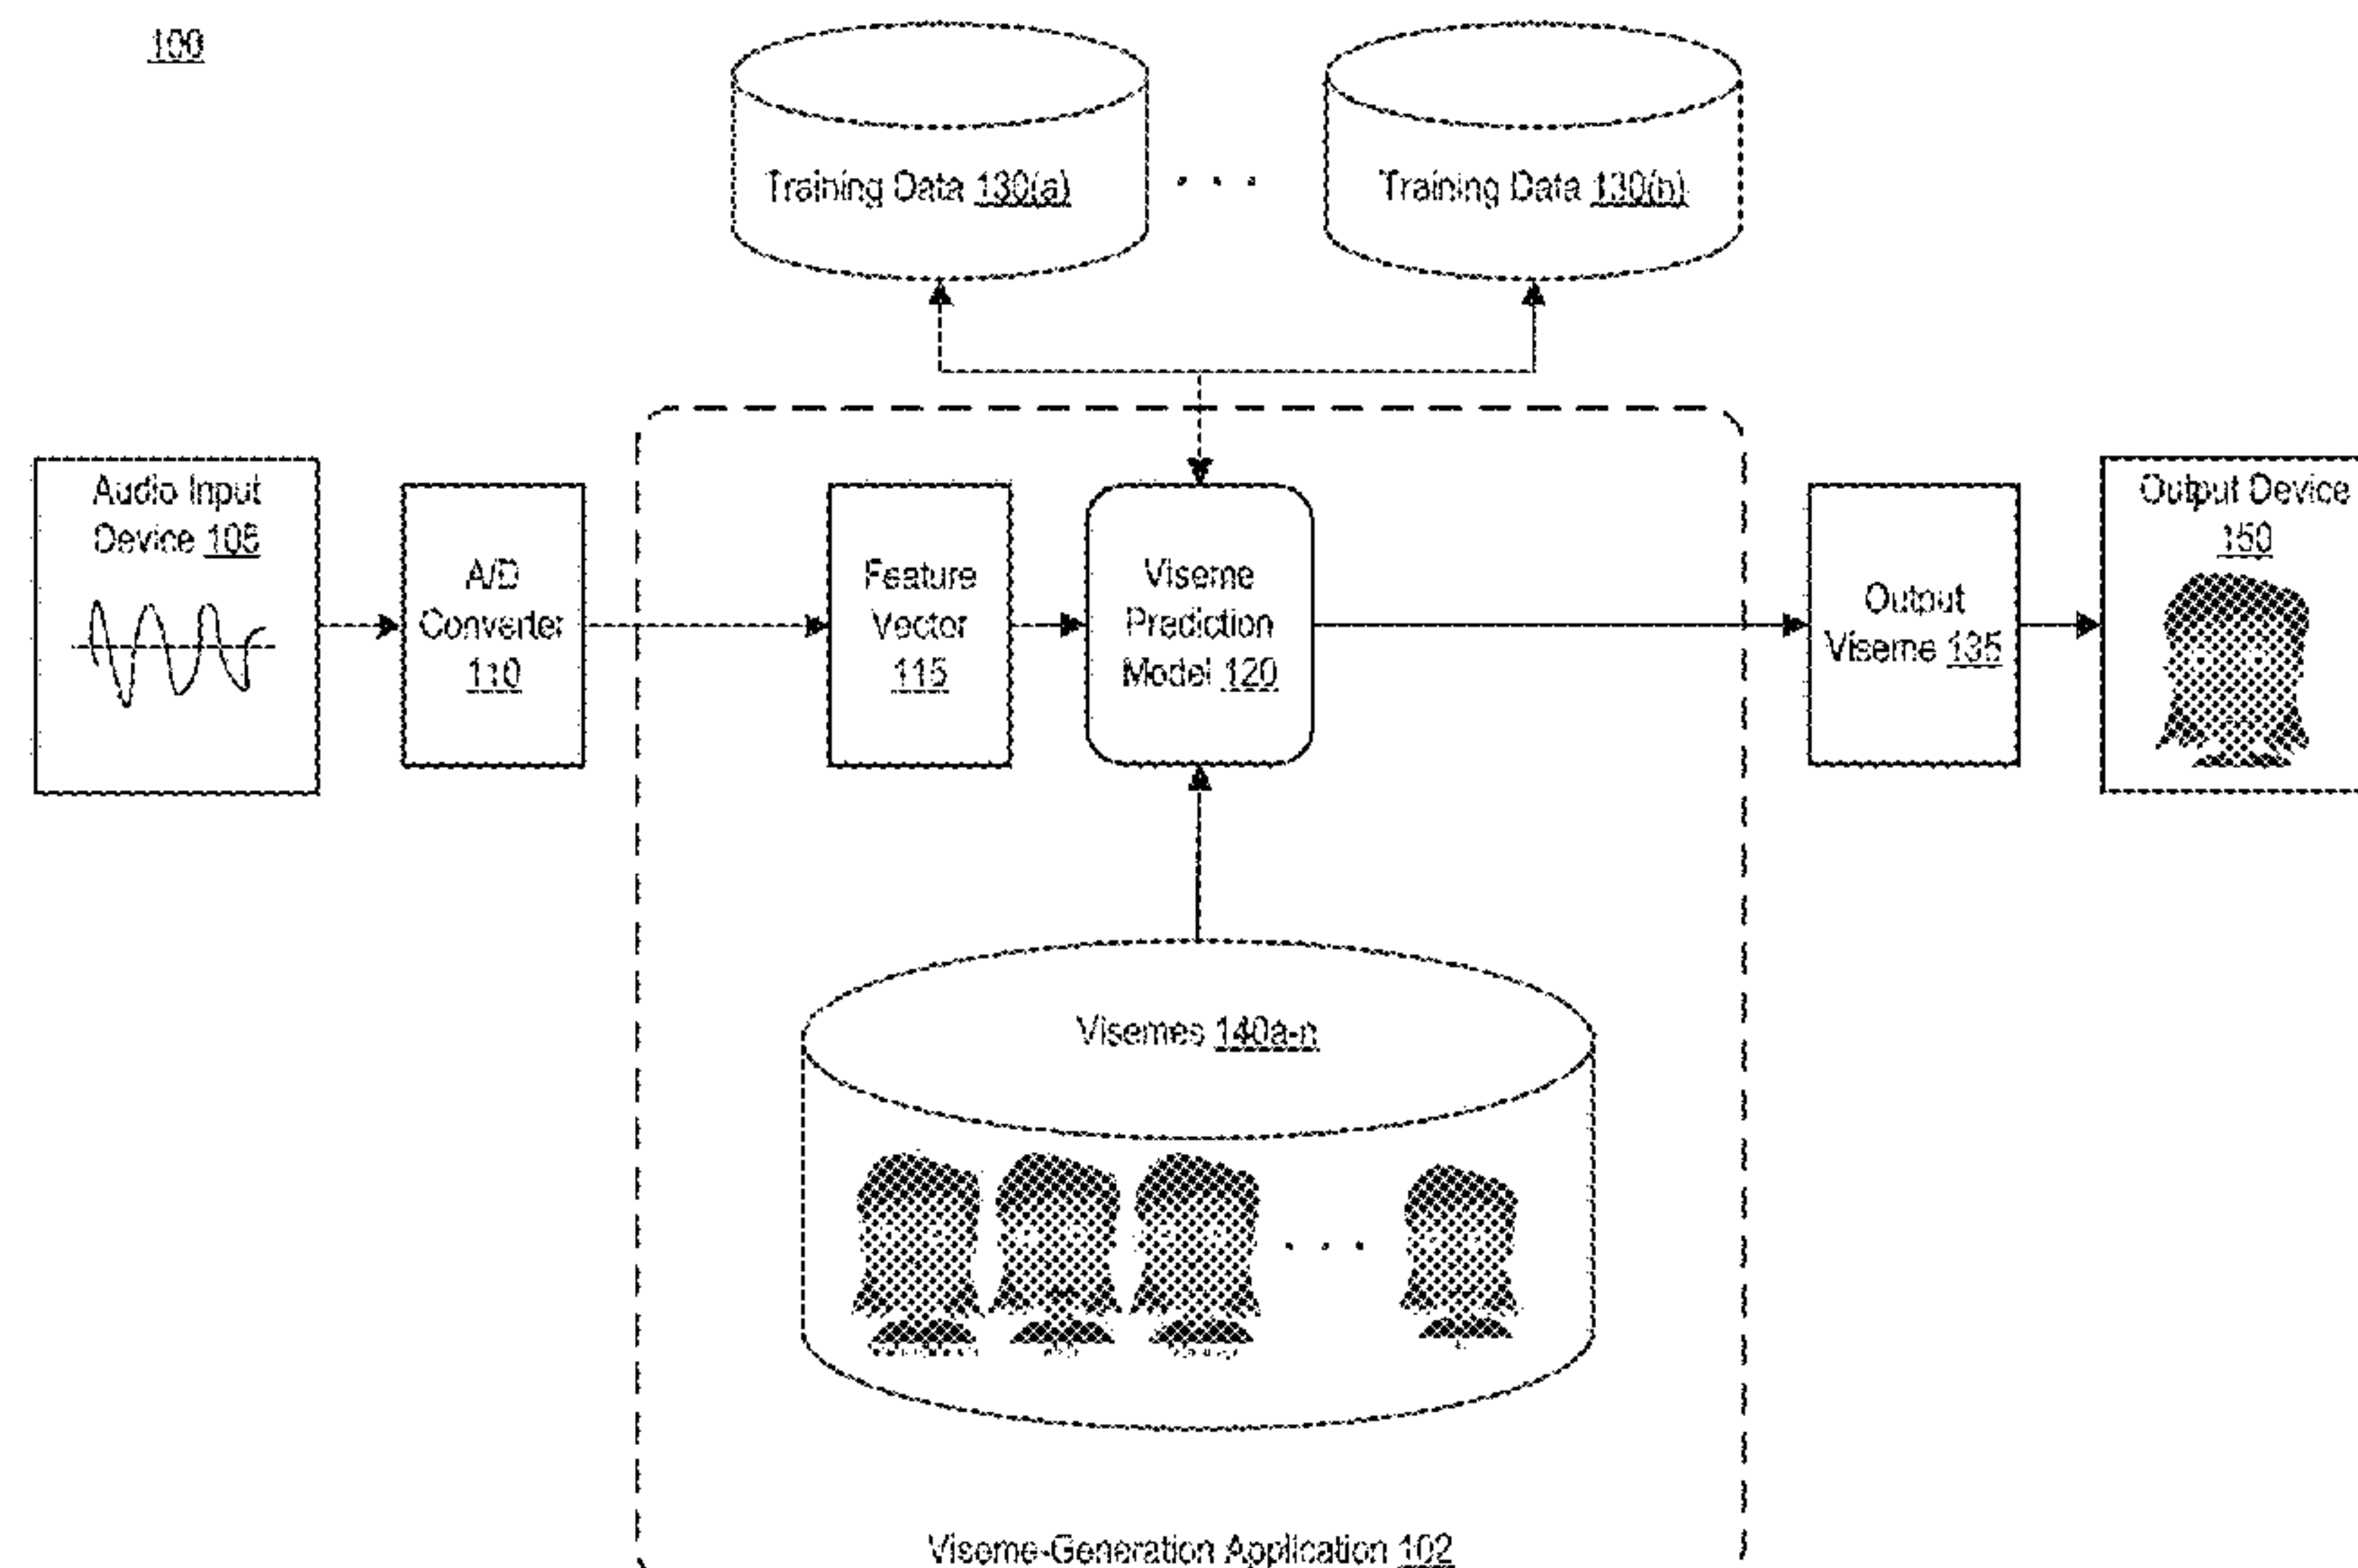 100
Training Data 130(a)
. . .
Training Data 130(n)
Audio Input
Device 105
A/D
Converter
110
Feature
Vector
115
Viseme
Prediction
Model 120
Output
Viseme 135
Output Device
150
Visemes 140a-n
. . .
Viseme-Generation Application 102